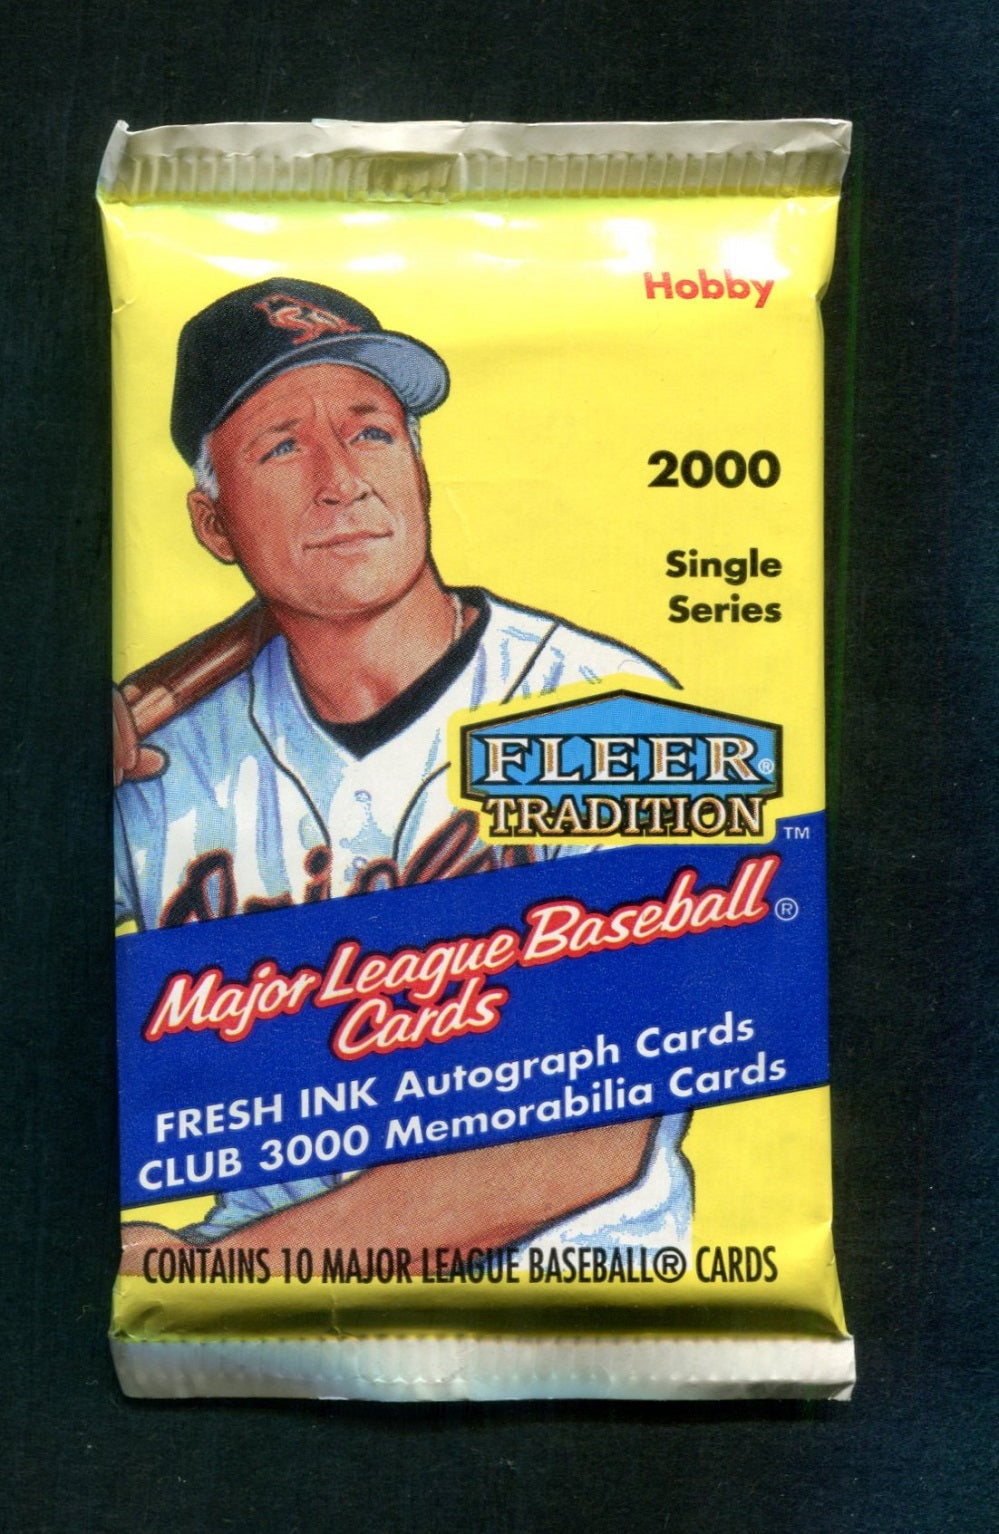 Hobby
2000
Single
Series
FLEER®
TRADITION™
Major League Baseball®
Cards
FRESH INK Autograph Cards
CLUB 3000 Memorabilia Cards
CONTAINS 10 MAJOR LEAGUE BASEBALL® CARDS